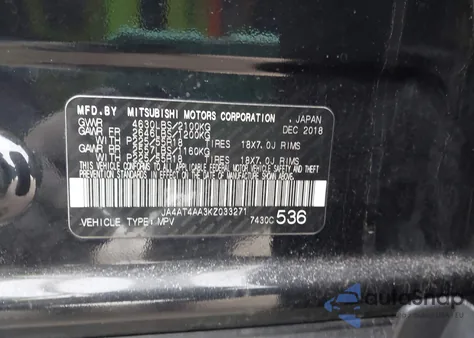 MFD.BY MITSUBISHI MOTORS CORPORATION , JAPAN
GVWR 4630LBS/2100KG DEC 2018
GAWR FR 2646LBS/1200KG
WITH P225/55R18 TIRES 18X7.0J RIMS
GAWR RR /1160KG
WITH P225/55R18 TIRES 18X7.0J RIMS
THIS VEHICLE CONFORMS TO ALL APPLICABLE
FEDERAL MOTOR VEHICLE SAFETY AND THEFT
PREVENTION STANDARDS IN EFFECT ON THE DATE OF MANUFACTURE SHOWN ABOVE.
JA4AT4AA3KZ033271
VEHICLE TYPE: MPV 7430C 536
autoSnap